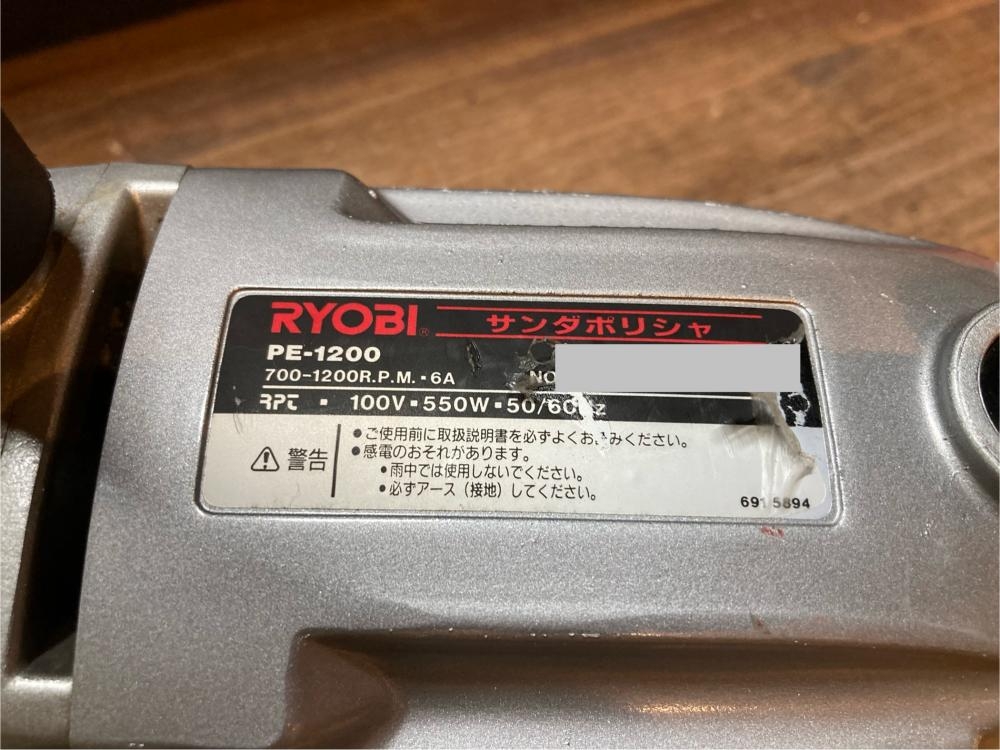 RYOBI® サンダポリシャ
PE-1200
700-1200R.P.M.▪6A NO
▪ 100V▪550W▪50/60Hz
警告
●ご使用前に取扱説明書を必ずよくお読みください。
●感電のおそれがあります。
●雨中では使用しないでください。
●必ずアース（接地）してください。
691 5894